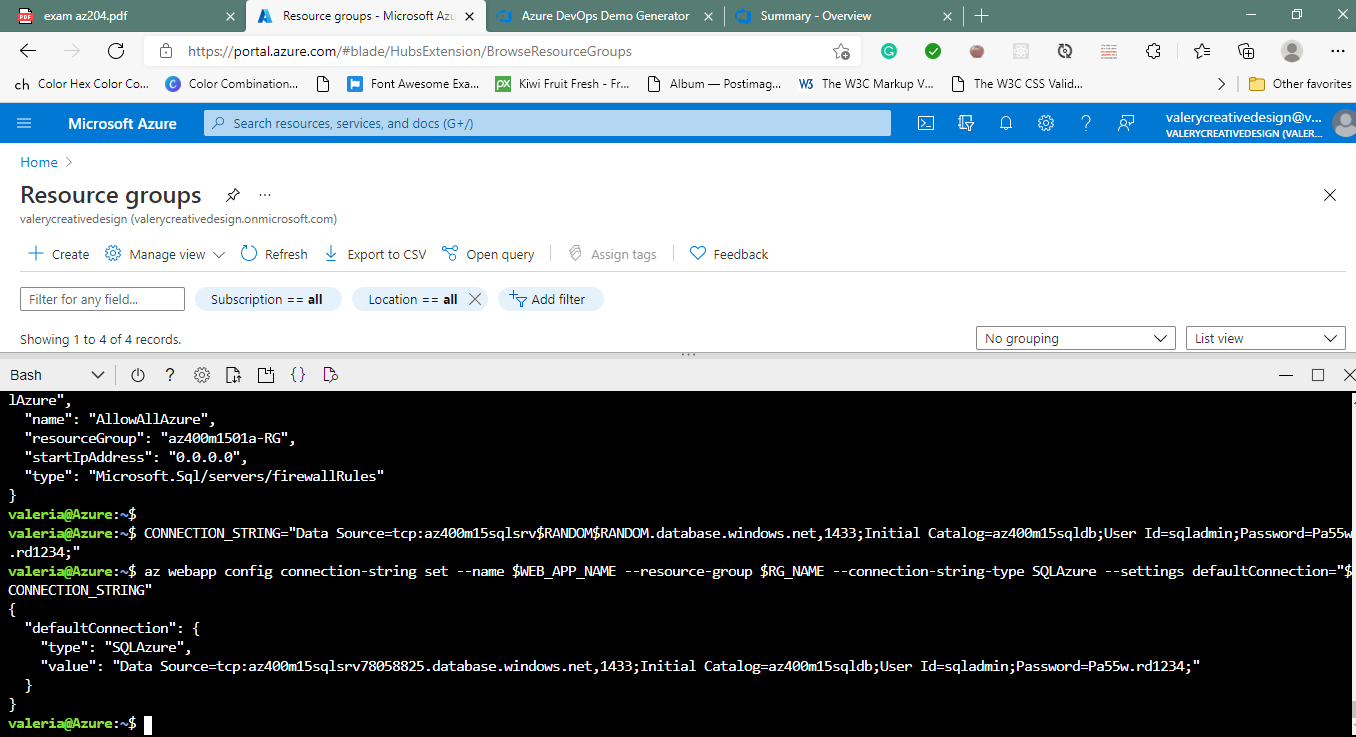 exam az204.pdf
Resource groups - Microsoft Azu
Azure DevOps Demo Generator
Summary - Overview
https://portal.azure.com/#blade/HubsExtension/BrowseResourceGroups
ch Color Hex Color Co...
C Color Combination...
Font Awesome Exa...
px Kiwi Fruit Fresh - Fr...
Album — Postimag...
W3 The W3C Markup V...
The W3C CSS Valid...
Other favorites
Microsoft Azure
Search resources, services, and docs (G+/)
valerycreativedesign@v...
VALERYCREATIVEDESIGN (VALER...
Home
Resource groups
...
valerycreativedesign (valerycreativedesign.onmicrosoft.com)
Create
Manage view
Refresh
Export to CSV
Open query
Assign tags
Feedback
Filter for any field...
Subscription == all
Location == all
Add filter
Showing 1 to 4 of 4 records.
No grouping
List view
Bash
lAzure",
"name": "AllowAllAzure",
"resourceGroup": "az400m1501a-RG",
"startIpAddress": "0.0.0.0",
"type": "Microsoft.Sql/servers/firewallRules"
}
valeria@Azure:~$
valeria@Azure:~$ CONNECTION_STRING="Data Source=tcp:az400m15sqlsrv$RANDOM$RANDOM.database.windows.net,1433;Initial Catalog=az400m15sqldb;User Id=sqladmin;Password=Pa55w
.rd1234;"
valeria@Azure:~$ az webapp config connection-string set --name $WEB_APP_NAME --resource-group $RG_NAME --connection-string-type SQLAzure --settings defaultConnection="$
CONNECTION_STRING"
{
"defaultConnection": {
"type": "SQLAzure",
"value": "Data Source=tcp:az400m15sqlsrv78058825.database.windows.net,1433;Initial Catalog=az400m15sqldb;User Id=sqladmin;Password=Pa55w.rd1234;"
}
}
valeria@Azure:~$